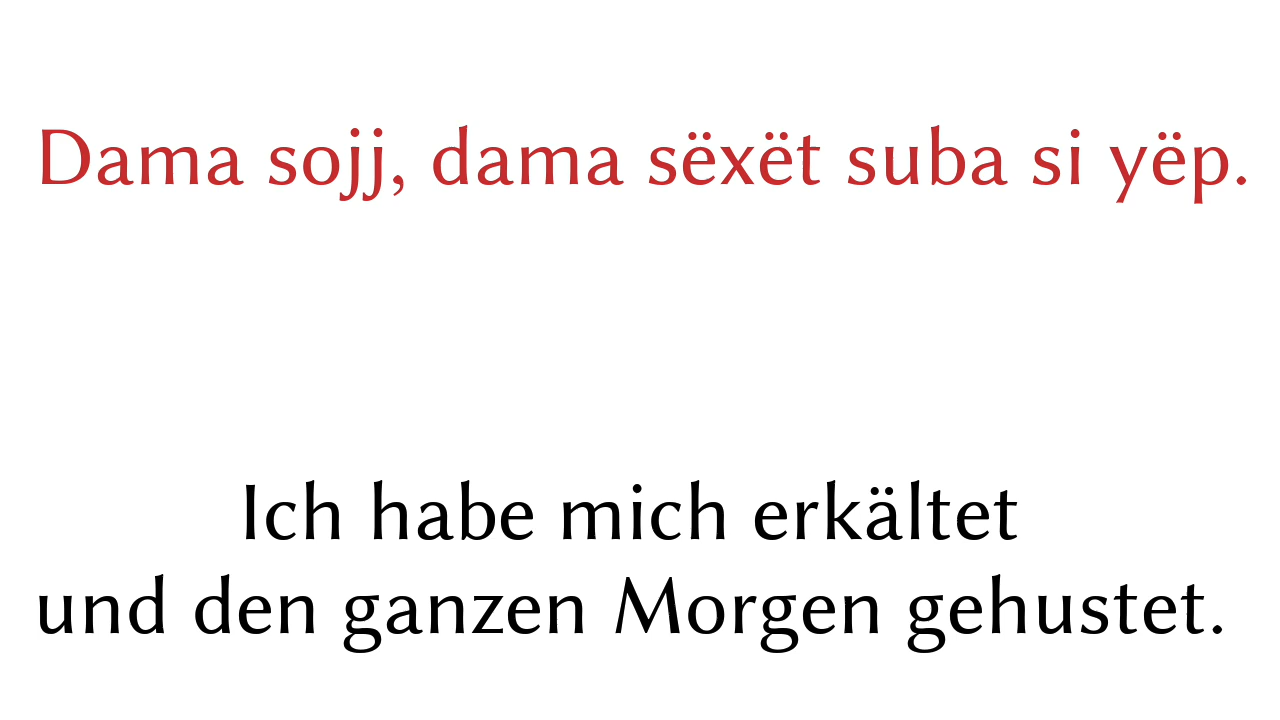 Dama sojj, dama sëxët suba si yëp.
Ich habe mich erkältet
und den ganzen Morgen gehustet.